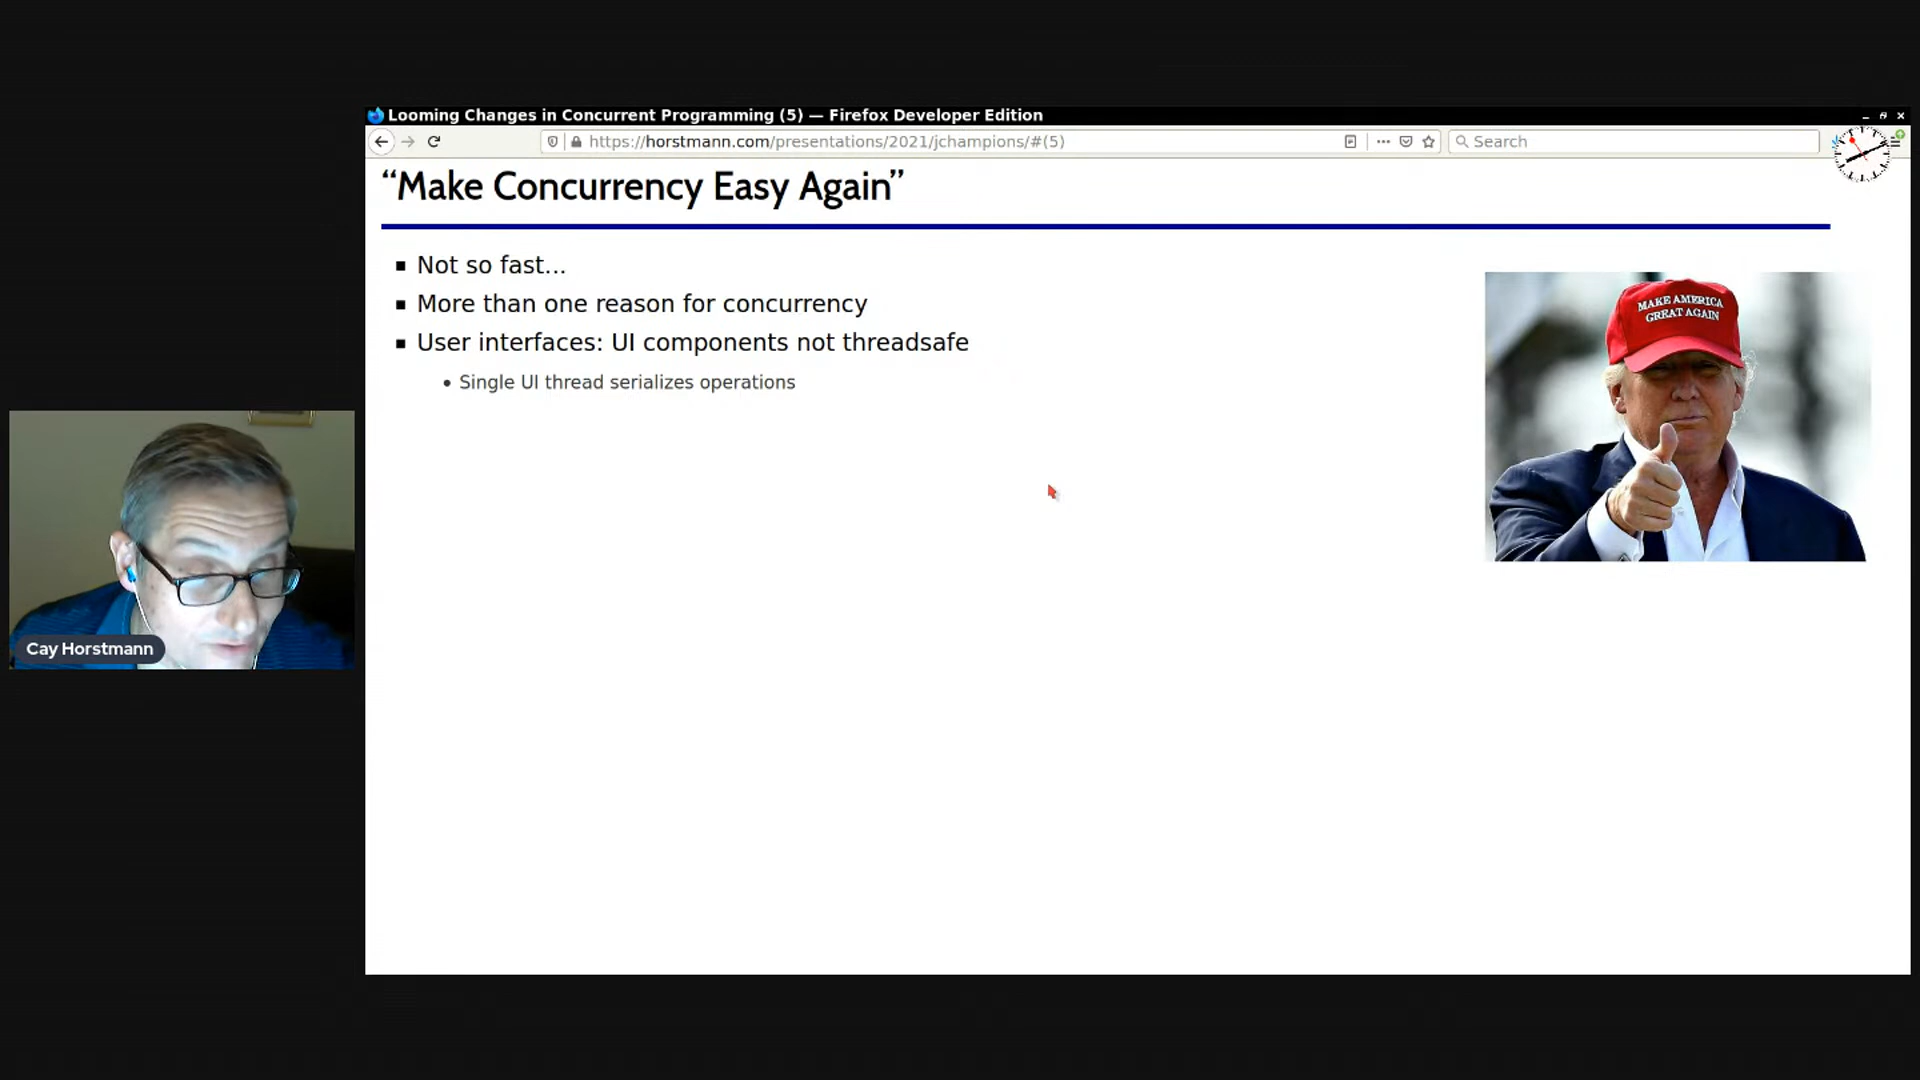 Looming Changes in Concurrent Programming (5) — Firefox Developer Edition
https://horstmann.com/presentations/2021/jchampions/#(5)
Search
“Make Concurrency Easy Again”
Not so fast...
More than one reason for concurrency
User interfaces: UI components not threadsafe
Single UI thread serializes operations
MAKE AMERICA
GREAT AGAIN
Cay Horstmann